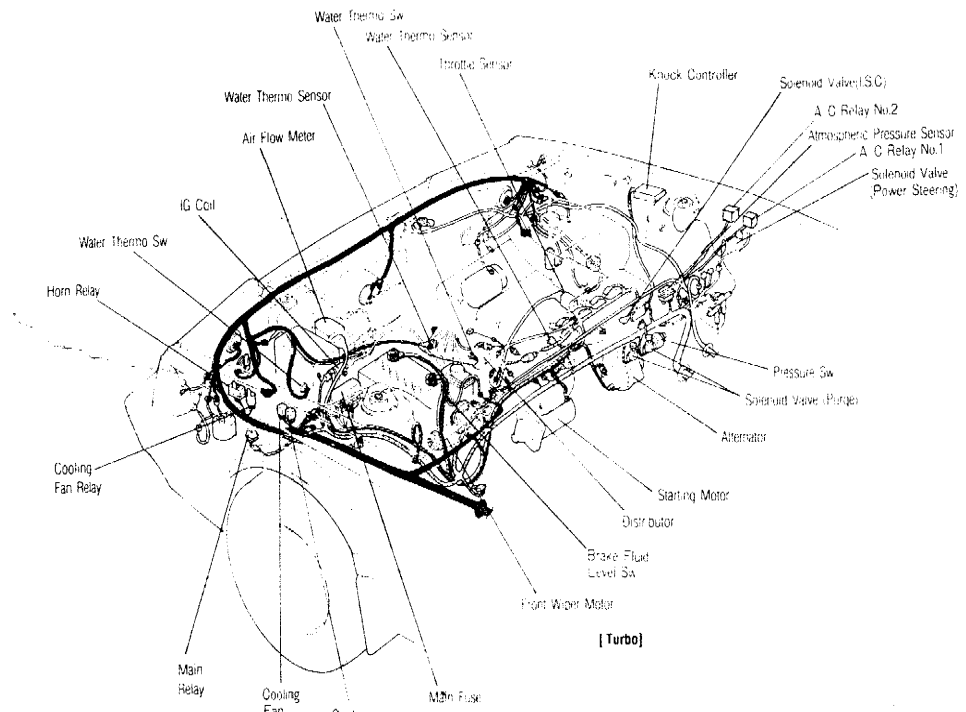 Water Thermo Sw
Water Thermo Sensor
Throttle Sensor
Knock Controller
Solenoid Valve(I.S.C)
Water Thermo Sensor
A C Relay No.2
Air Flow Meter
Atmospheric Pressure Sensor
A C Relay No.1
Solenoid Valve
(Power Steering)
IG Coil
Water Thermo Sw
Horn Relay
Pressure Sw
Solenoid Valve (Purge)
Alternator
Cooling
Fan Relay
Starting Motor
Distributor
Brake Fluid
Level Sw
Front Wiper Motor
[Turbo]
Main
Relay
Cooling
Fan
Main Fuse